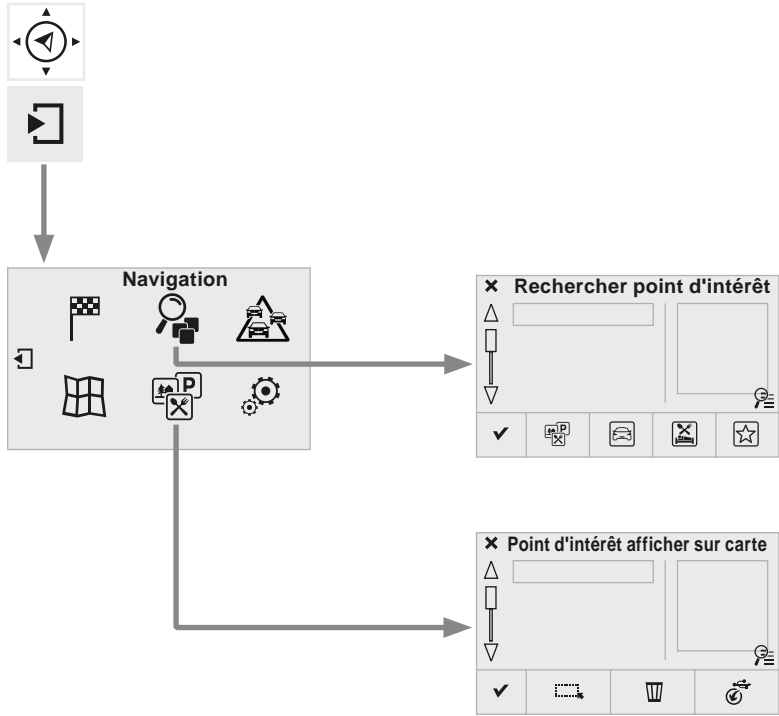 Navigation
Rechercher point d'intérêt
P
P
Point d'intérêt afficher sur carte